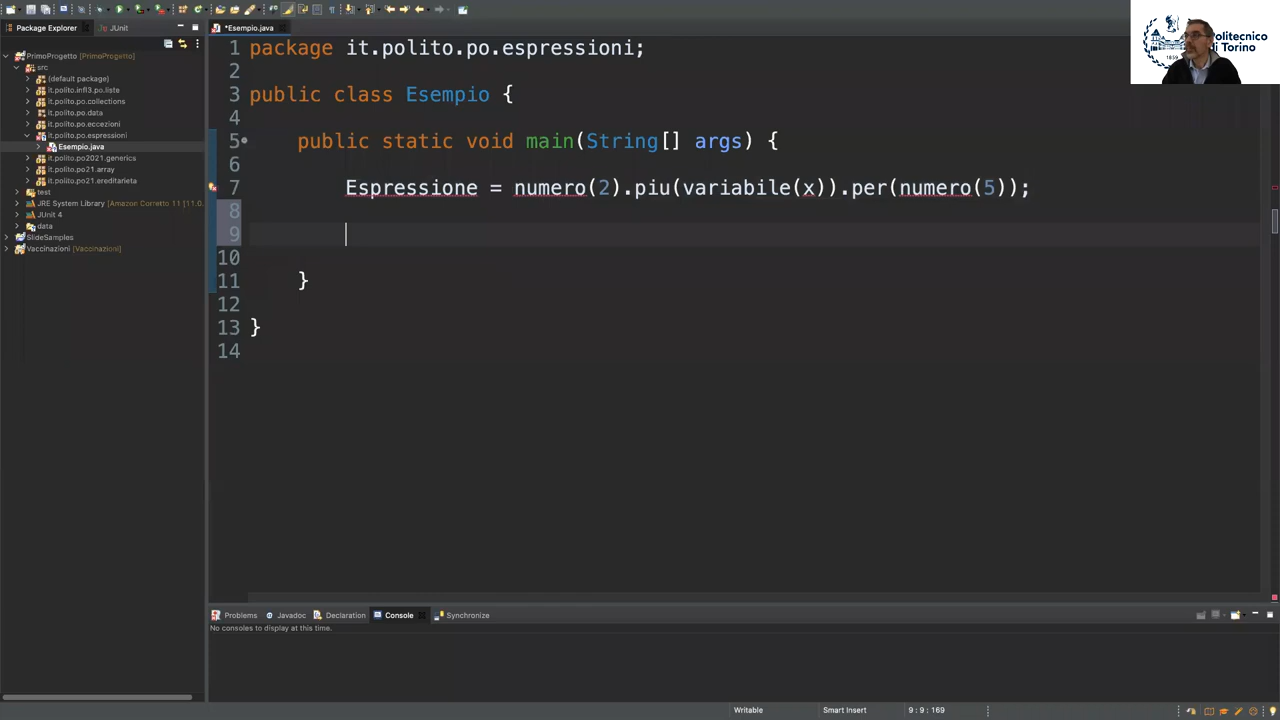 *Esempio.java
Package Explorer
JUnit
PrimoProgetto [PrimoProgetto]
src
(default package)
it.polito.infl3.po.liste
it.polito.po.collections
it.polito.po.data
it.polito.po.eccezioni
it.polito.po.espressioni
Esempio.java
it.polito.po2021.generics
it.polito.po21.array
it.polito.po21.ereditarieta
test
JRE System Library [Amazon Corretto 11 [11.0.
JUnit 4
data
SlideSamples
Vaccinazioni [Vaccinazioni]
1 package it.polito.po.espressioni;
2
3 public class Esempio {
4
5 public static void main(String[] args) {
6
7 Espressione = numero(2).piu(variabile(x)).per(numero(5));
8
9
10
11 }
12
13 }
14
Politecnico
di Torino
1859
Problems
Javadoc
Declaration
Console
Synchronize
No consoles to display at this time.
Writable
Smart Insert
9 : 9 : 169